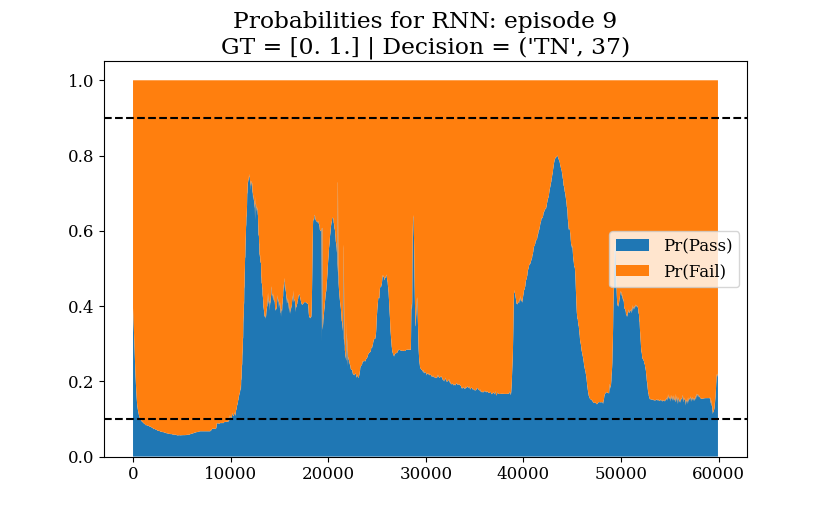 Probabilities for RNN: episode 9
GT = [0. 1.] | Decision = ('TN', 37)
1.0
0.8
0.6
0.4
0.2
0.0
Pr(Pass)
Pr(Fail)
0 10000 20000 30000 40000 50000 60000